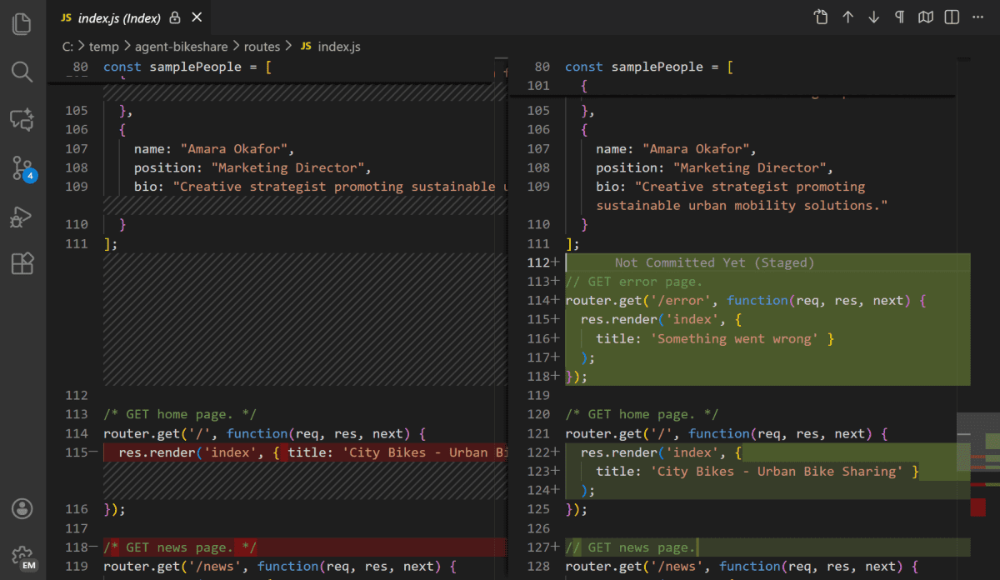 JS index.js (Index)
C: > temp > agent-bikeshare > routes > JS index.js
80 const samplePeople = [
105 },
106 {
107 name: "Amara Okafor",
108 position: "Marketing Director",
109 bio: "Creative strategist promoting sustainable
110 }
111 ];
112
113 /* GET home page. */
114 router.get('/', function(req, res, next) {
115− res.render('index', { title: 'City Bikes - Urban Bi
116 });
117
118− /* GET news page. */
119 router.get('/news', function(req, res, next) {
80 const samplePeople = [
101 {
105 },
106 {
107 name: "Amara Okafor",
108 position: "Marketing Director",
109 bio: "Creative strategist promoting
sustainable urban mobility solutions."
110 }
111 ];
112+ Not Committed Yet (Staged)
113+ // GET error page.
114+ router.get('/error', function(req, res, next) {
115+ res.render('index', {
116+ title: 'Something went wrong' }
117+ );
118+ });
119
120 /* GET home page. */
121 router.get('/', function(req, res, next) {
122+ res.render('index', {
123+ title: 'City Bikes - Urban Bike Sharing' }
124+ );
125 });
126
127+ // GET news page.
128 router.get('/news', function(req, res, next) {
4
EM